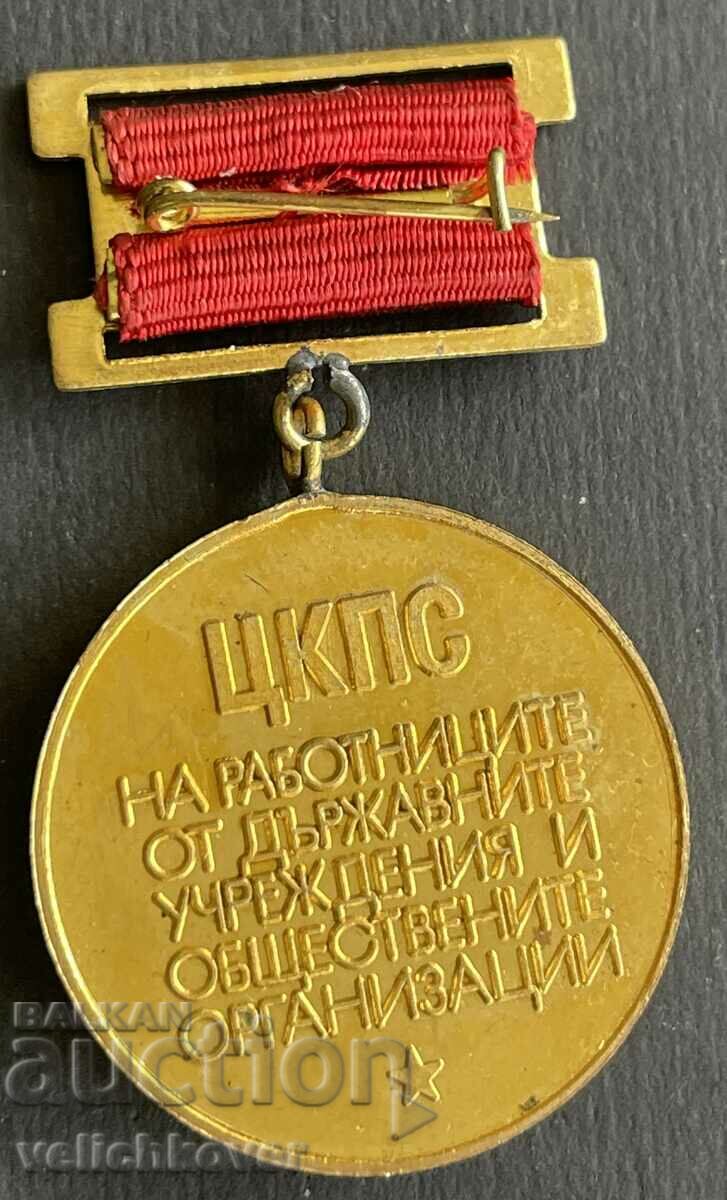 ЦКПС
НА РАБОТНИЦИТЕ
ОТ ДЪРЖАВНИТЕ
УЧРЕЖДЕНИЯ И
ОБЩЕСТВЕНИТЕ
ОРГАНИЗАЦИИ
BALKAN
auction
velichkover